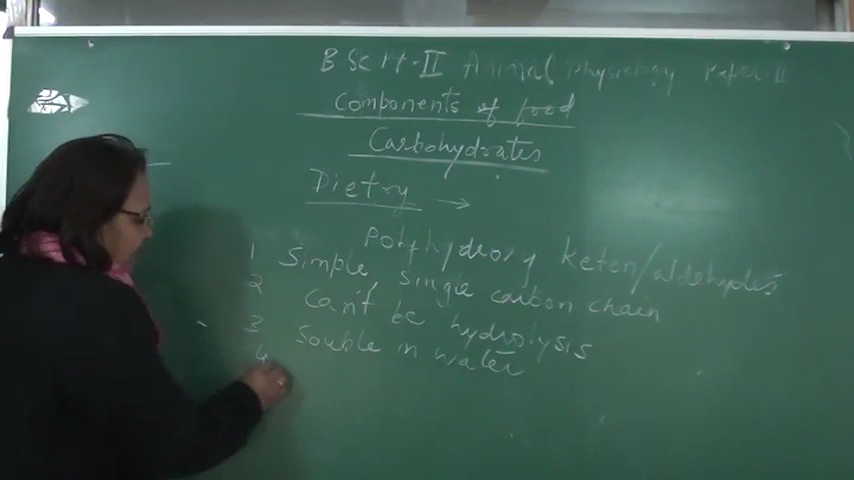 BSc H-II Animal Physiology Paper II
Components of food
Carbohydrates
Dietry →
Polyhydroxy keton/aldehydes
1 Simple, single carbon chain
2 Can't be hydrolysis
3 Souble in water
4